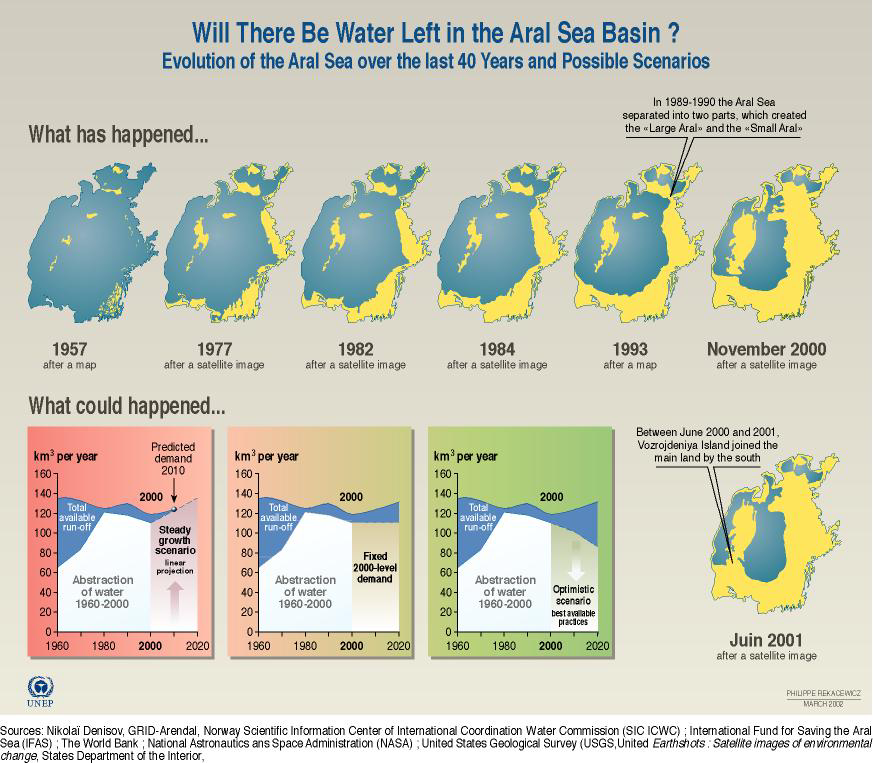 Will There Be Water Left in the Aral Sea Basin ?
Evolution of the Aral Sea over the last 40 Years and Possible Scenarios
In 1989-1990 the Aral Sea
separated into two parts, which created
the «Large Aral» and the «Small Aral»
What has happened...
1957
after a map
1977
after a satellite image
1982
after a satellite image
1984
after a satellite image
1993
after a map
November 2000
after a satellite image
What could happened...
km3 per year
Predicted
demand
2010
160
140
120
100
80
60
40
20
0
2000
Total
available
run-off
Steady
growth
scenario
linear
projection
Abstraction
of water
1960-2000
1960
1980
2000
2020
km3 per year
160
140
120
100
80
60
40
20
0
2000
Total
available
run-off
Fixed
2000-level
demand
Abstraction
of water
1960-2000
1960
1980
2000
2020
km3 per year
160
140
120
100
80
60
40
20
0
2000
Total
available
run-off
Abstraction
of water
1960-2000
Optimistic
scenario
best available
practices
1960
1980
2000
2020
Between June 2000 and 2001,
Vozrojdeniya Island joined the
main land by the south
Juin 2001
after a satellite image
UNEP
PHILIPPE REKACEWICZ
MARCH 2002
Sources: Nikolaï Denisov, GRID-Arendal, Norway Scientific Information Center of International Coordination Water Commission (SIC ICWC) ; International Fund for Saving the Aral
Sea (IFAS) ; The World Bank ; National Astronautics ans Space Administration (NASA) ; United States Geological Survey (USGS,United Earthshots : Satellite images of environmental
change, States Department of the Interior,